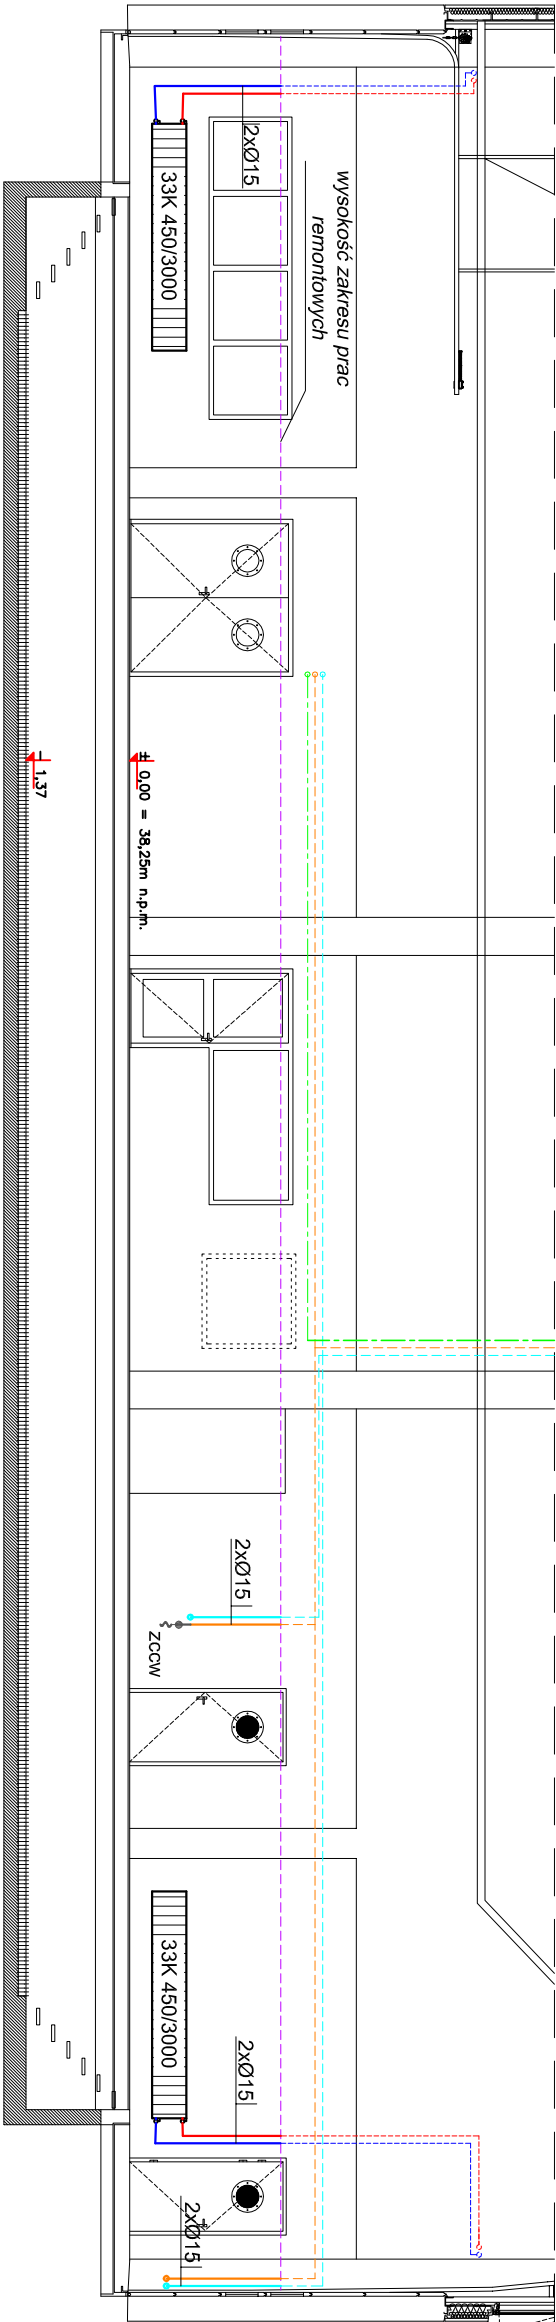 2xØ15
33K 450/3000
wysokość zakresu prac
remontowych
± 0,00 = 38,25m n.p.m.
- 1,37
2xØ15
zccw
33K 450/3000
2xØ15
2xØ15